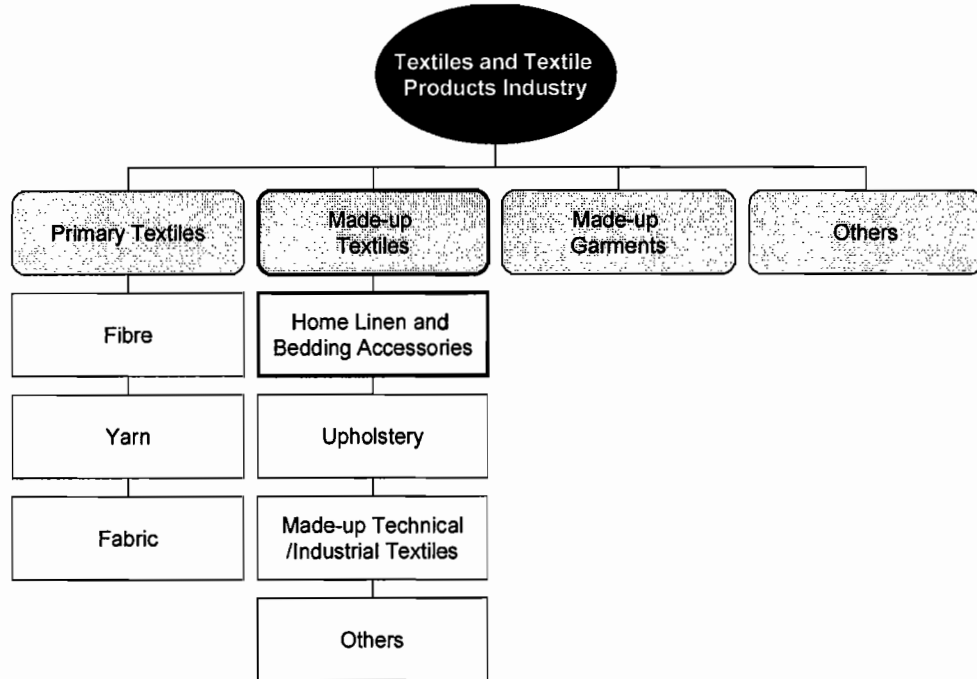 Textiles and Textile
Products Industry
Primary Textiles
Made-up
Textiles
Made-up
Garments
Others
Fibre
Home Linen and
Bedding Accessories
Yarn
Upholstery
Fabric
Made-up Technical
/Industrial Textiles
Others